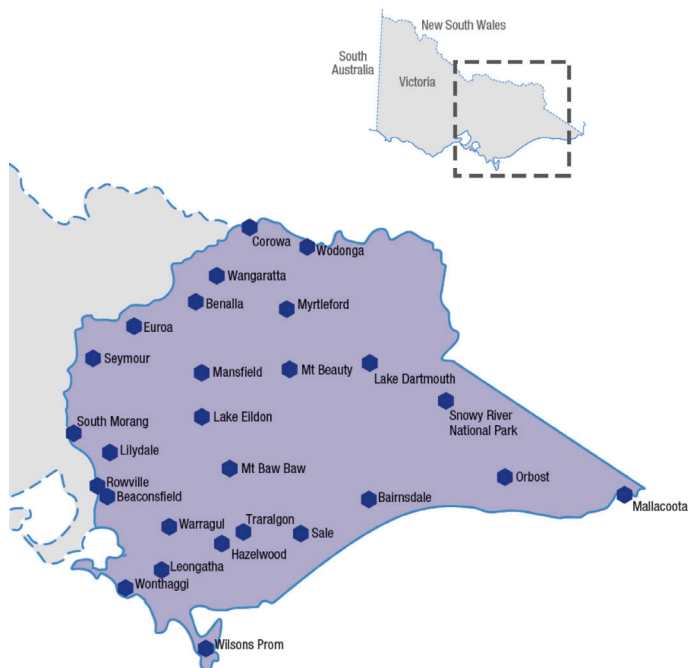 New South Wales
South
Australia
Victoria
Corowa
Wodonga
Wangaratta
Benalla
Myrtleford
Euroa
Seymour
Mansfield
Mt Beauty
Lake Dartmouth
Lake Eildon
Snowy River
National Park
South Morang
Lilydale
Mt Baw Baw
Orbost
Rowville
Beaconsfield
Bairnsdale
Mallacoota
Warragul
Traralgon
Sale
Hazelwood
Leongatha
Wonthaggi
Wilsons Prom